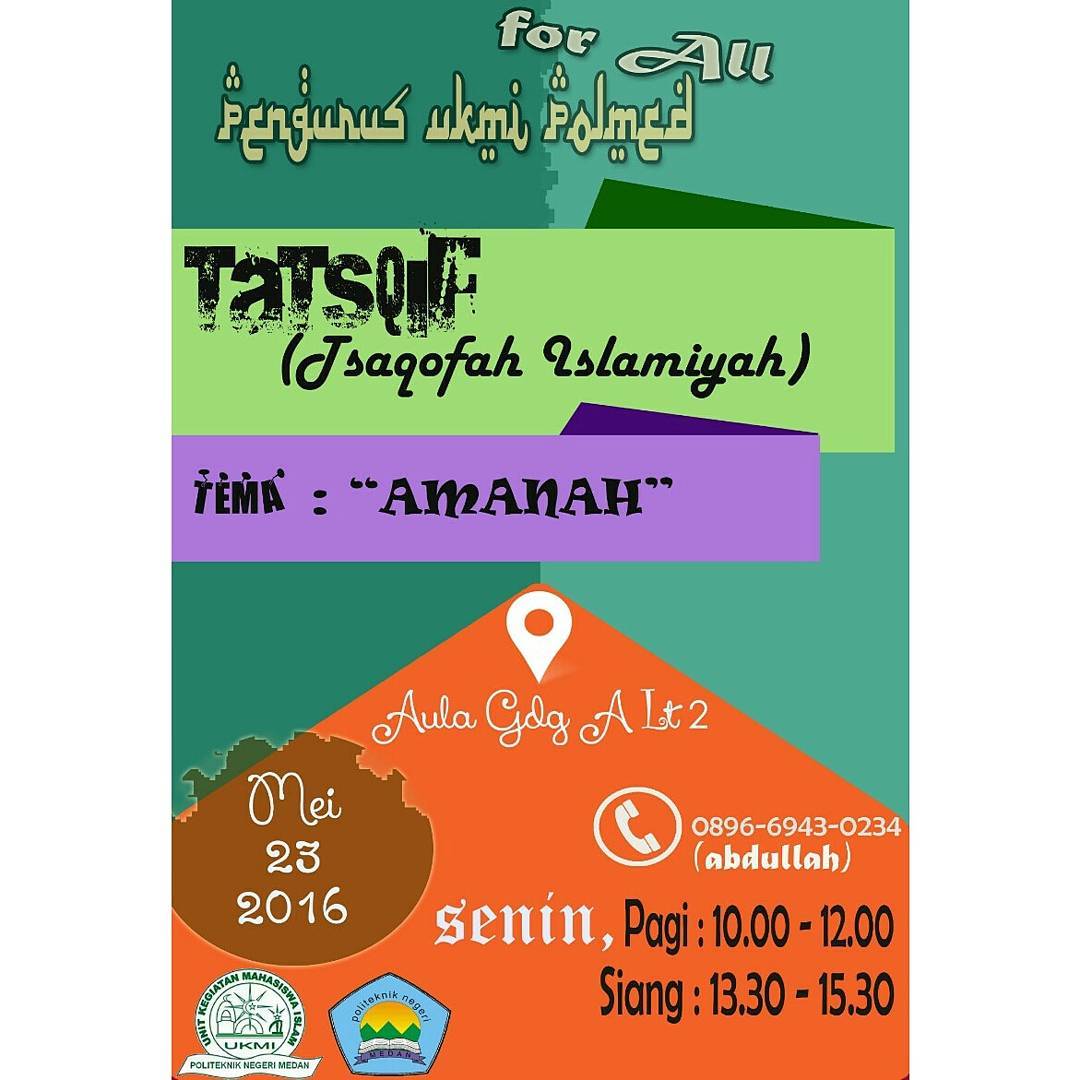 for All
Pengurus ukmi Polmed
TaTSQiF
(Tsaqofah Islamiyah)
TEMA : “AMANAH”
Aula Gdg A Lt 2
Mei
23
2016
0896-6943-0234
(abdullah)
senin, Pagi : 10.00 - 12.00
Siang : 13.30 - 15.30
UNIT KEGIATAN MAHASISWA ISLAM
UKMI
POLITEKNIK NEGERI MEDAN
politeknik negeri
MEDAN